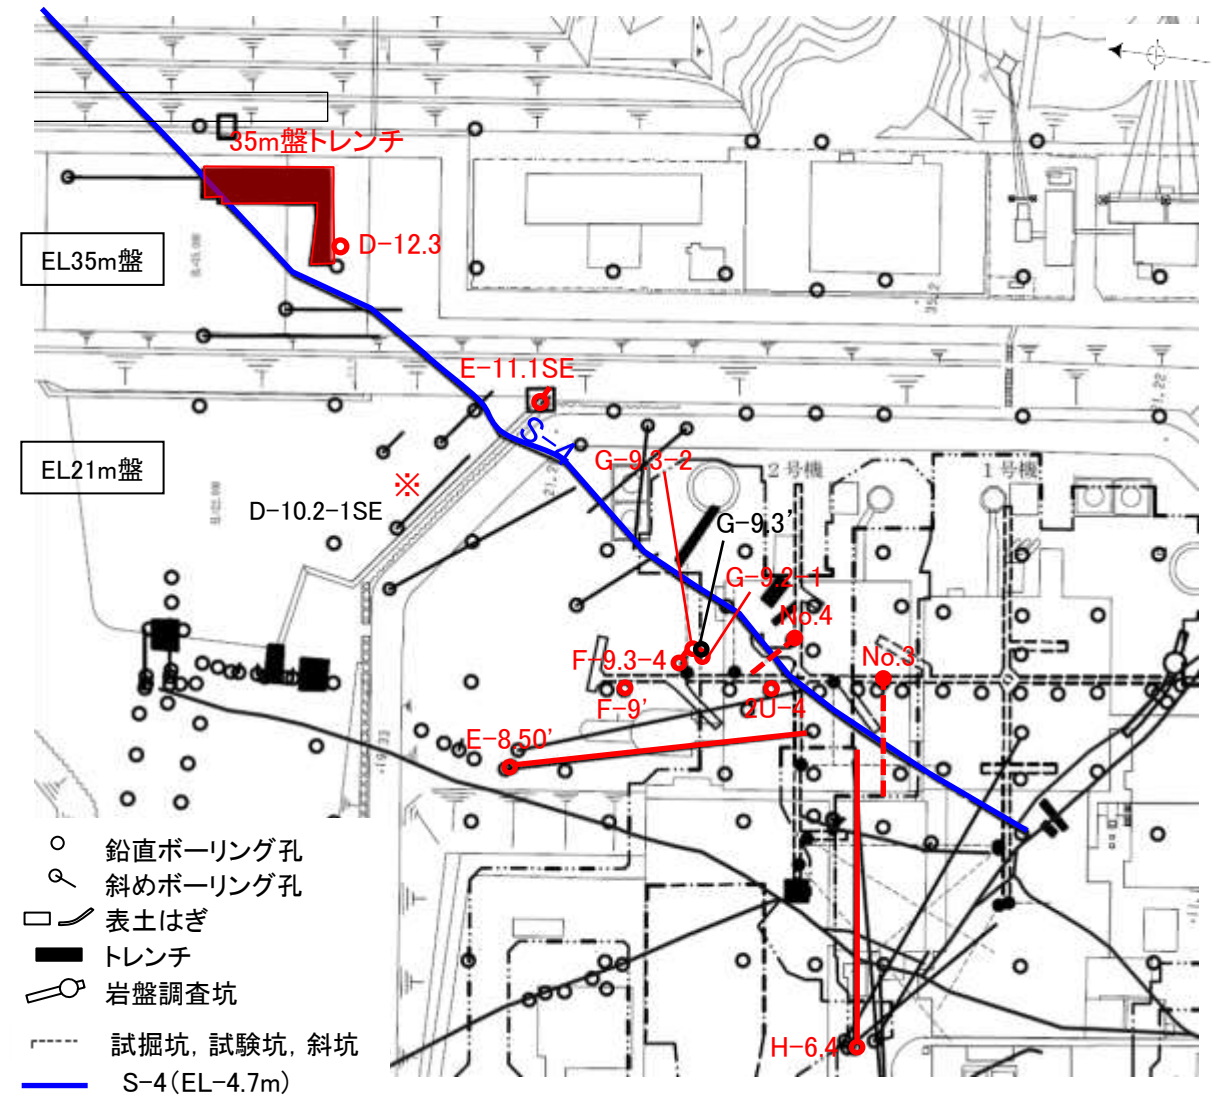 35m盤トレンチ
D-12.3
EL35m盤
E-11.1SE
S-4
EL21m盤
※
D-10.2-1SE
G-9.3-2
2号機
1号機
G-9.3'
G-9.2-1
No.4
F-9.3-4
No.3
F-9'
2U-4
E-8.50'
H-6.4
鉛直ボーリング孔
斜めボーリング孔
表土はぎ
トレンチ
岩盤調査坑
試掘坑，試験坑，斜坑
S-4（EL-4.7m）